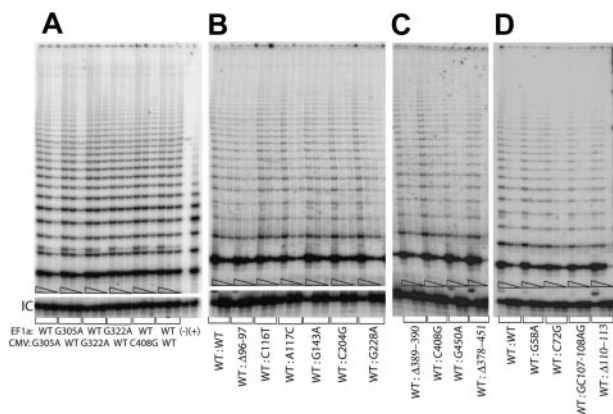 A
B
C
D
IC
EF1a: WT G305A WT G322A WT WT (-)(+)
CMV: G305A WT G322A WT C408G WT
WT : WT
WT : Δ96-97
WT : C116T
WT : A117C
WT : G143A
WT : C204G
WT : G228A
WT : Δ389–390
WT : C408G
WT : G450A
WT : Δ378–451
WT : WT
WT : G58A
WT : C72G
WT : GC107-108AG
WT : Δ110–113